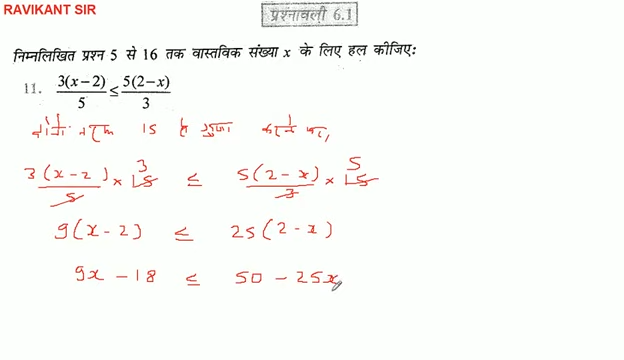 RAVIKANT SIR
प्रश्नावली 6.1
निम्नलिखित प्रश्न 5 से 16 तक वास्तविक संख्या x के लिए हल कीजिए:
11. 3(x−2)/5 ≤ 5(2−x)/3
दोनों तरफ 15 से गुणा करने पर,
3(x−2)/5 × 15 3 ≤ 5(2−x)/3 × 15 5
9(x−2) ≤ 25(2−x)
9x − 18 ≤ 50 − 25x